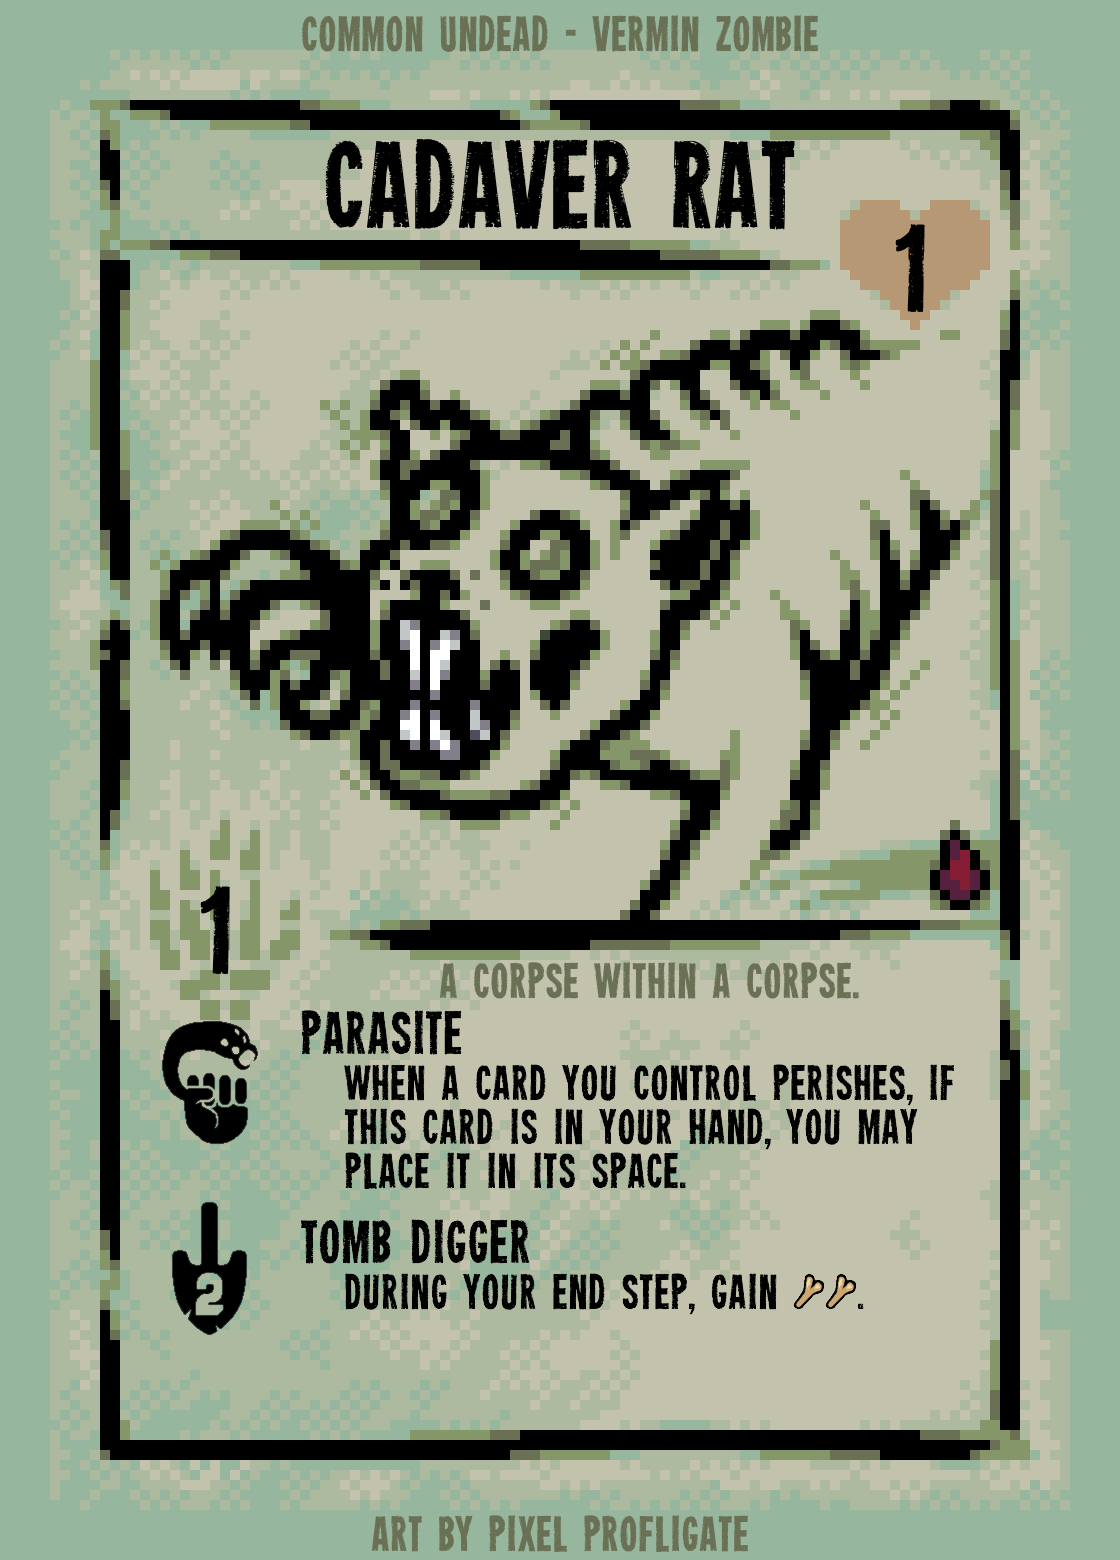 COMMON UNDEAD - VERMIN ZOMBIE
CADAVER RAT
1
1
A CORPSE WITHIN A CORPSE.
PARASITE
WHEN A CARD YOU CONTROL PERISHES, IF
THIS CARD IS IN YOUR HAND, YOU MAY
PLACE IT IN ITS SPACE.
TOMB DIGGER
2
DURING YOUR END STEP, GAIN .
ART BY PIXEL PROFLIGATE